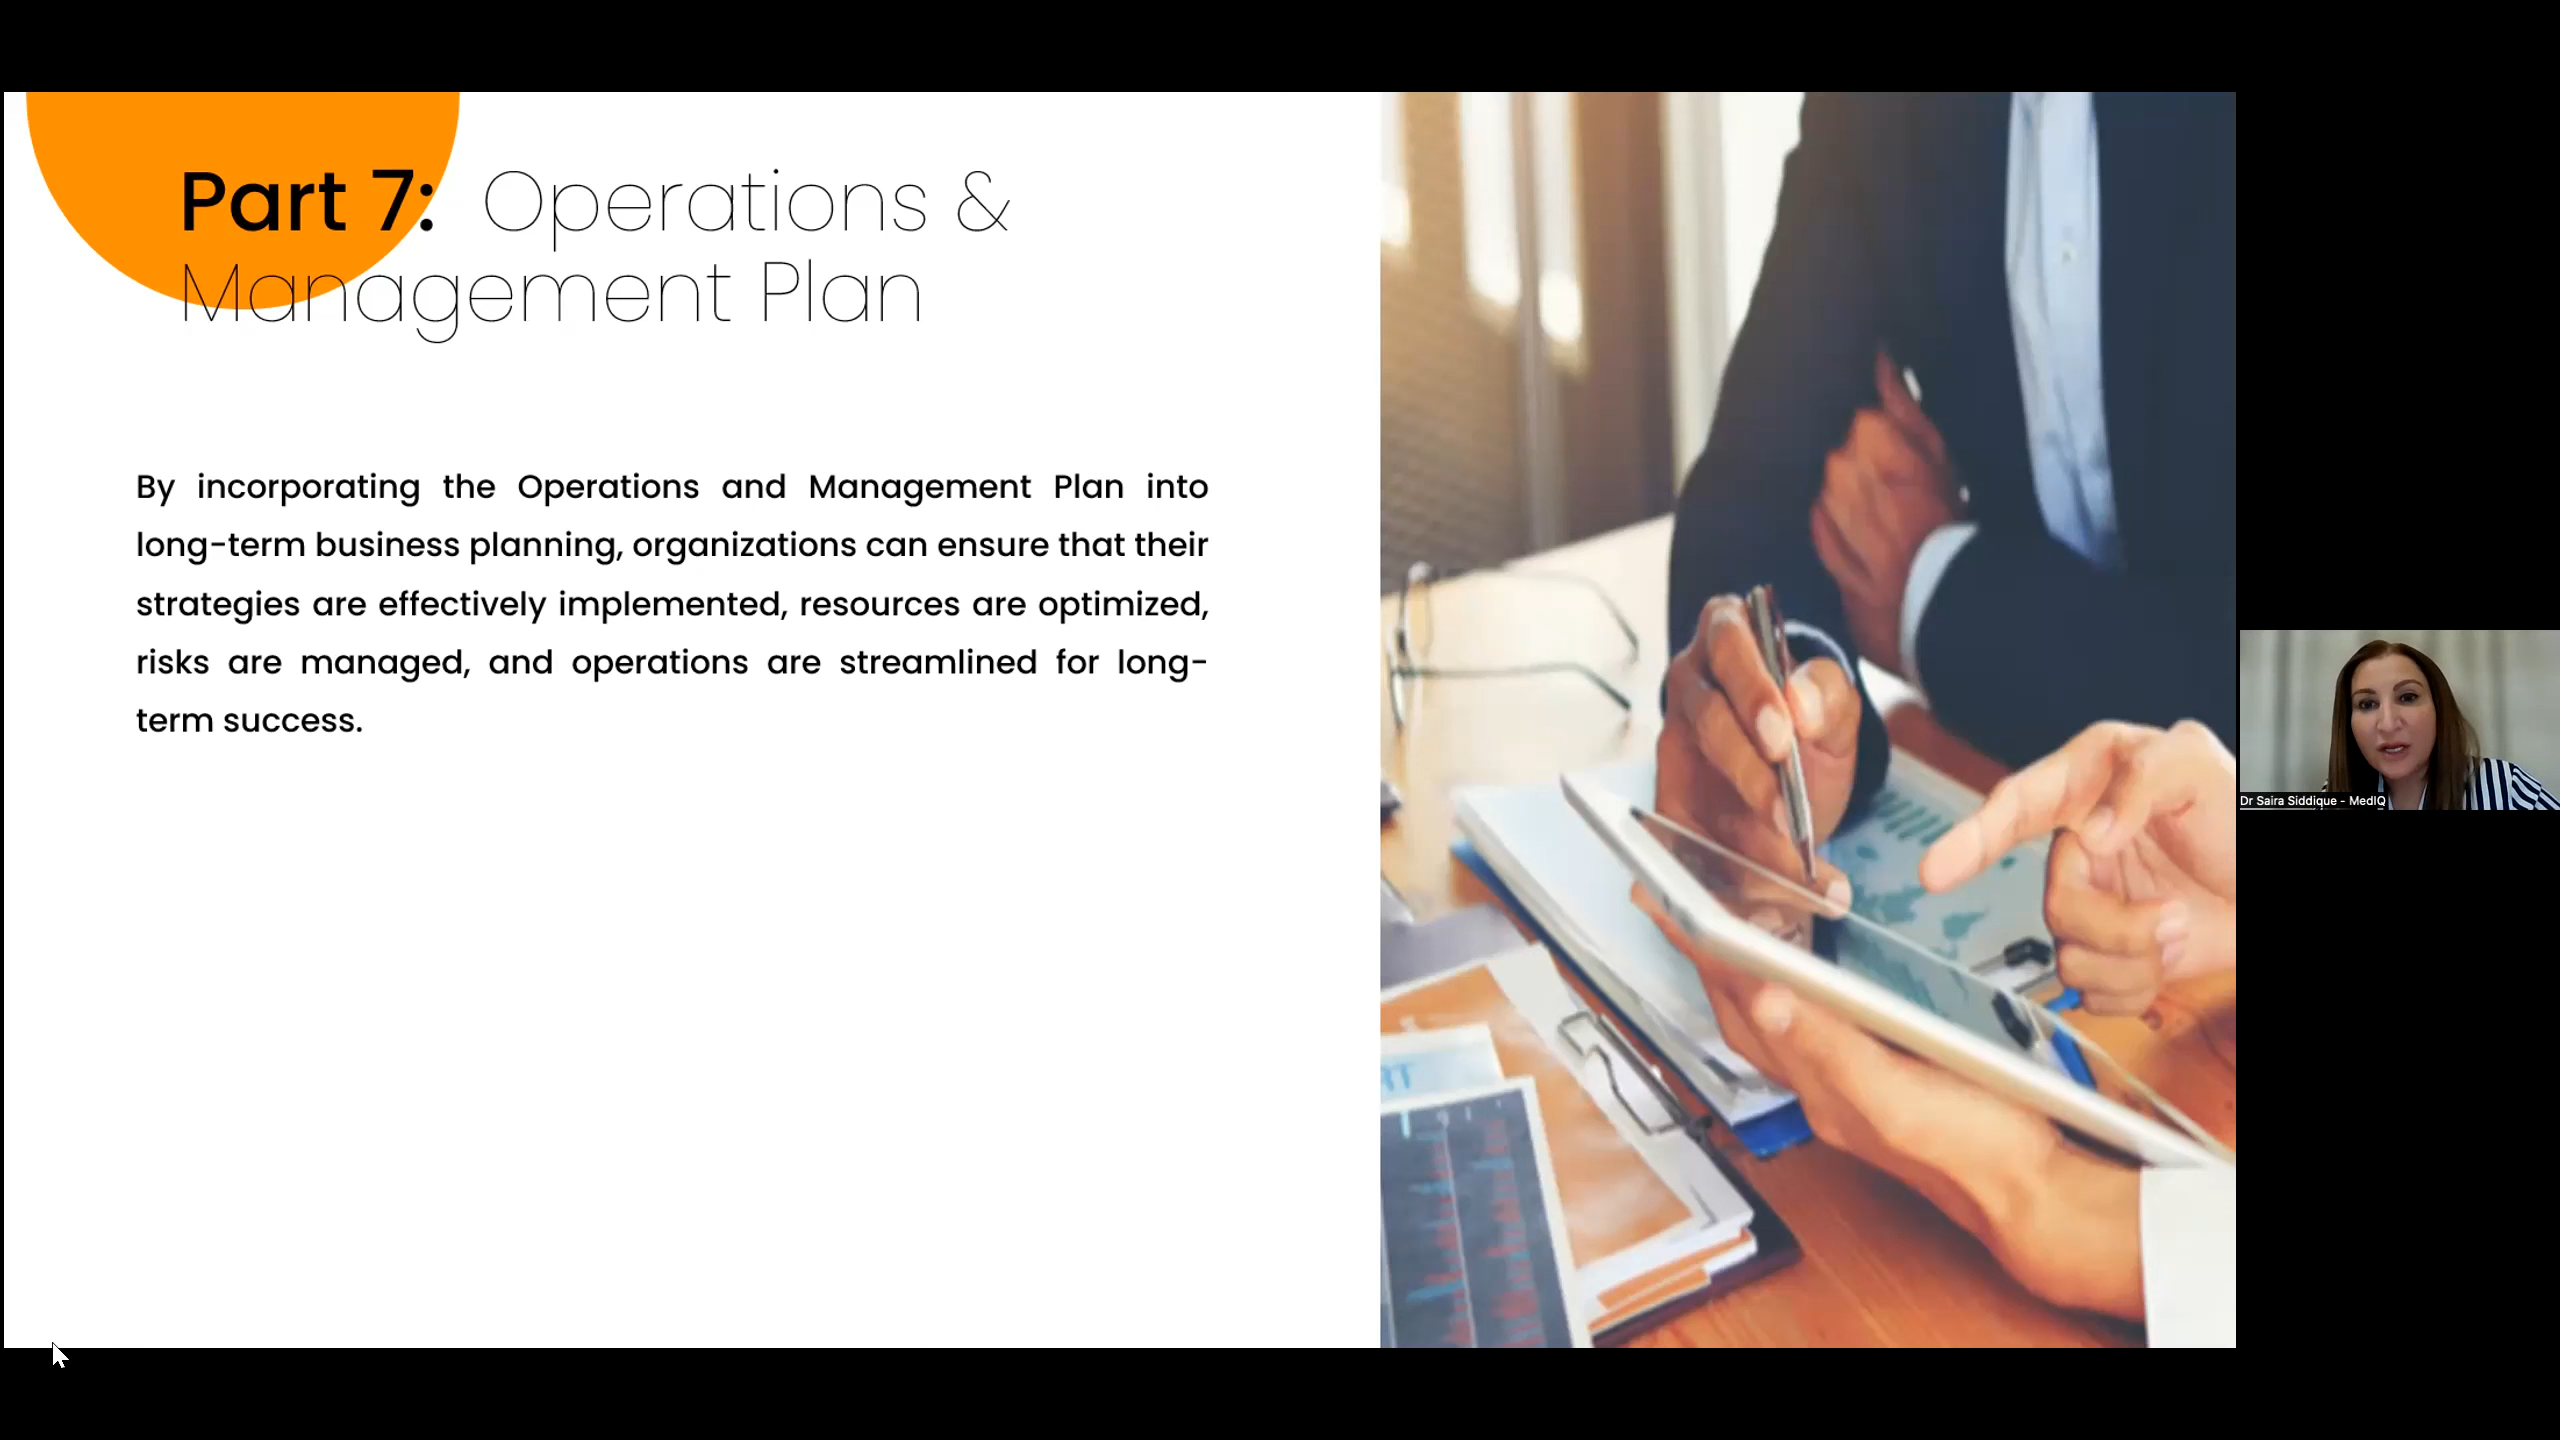 Part 7: Operations &
Management Plan
By incorporating the Operations and Management Plan into
long-term business planning, organizations can ensure that their
strategies are effectively implemented, resources are optimized,
risks are managed, and operations are streamlined for long-
term success.
Dr Saira Siddique - MedIQ